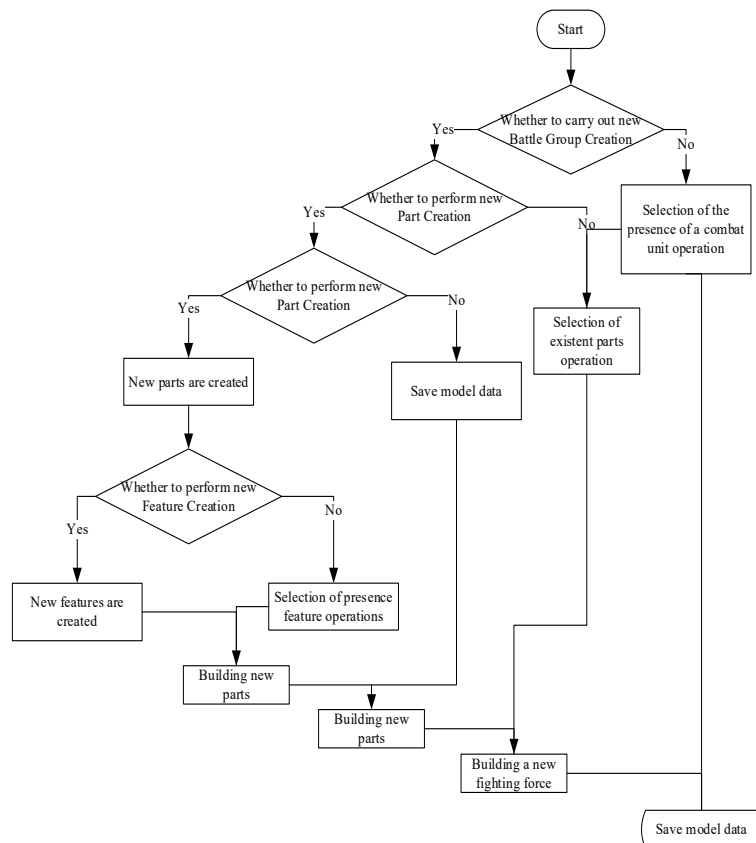 Start
Whether to carry out new
Battle Group Creation
Yes
No
Whether to perform new
Part Creation
Selection of the
presence of a combat
unit operation
Yes
No
Whether to perform new
Part Creation
Yes
No
Selection of
existent parts
operation
New parts are created
Save model data
Whether to perform new
Feature Creation
Yes
No
New features are
created
Selection of presence
feature operations
Building new
parts
Building new
parts
Building a new
fighting force
Save model data